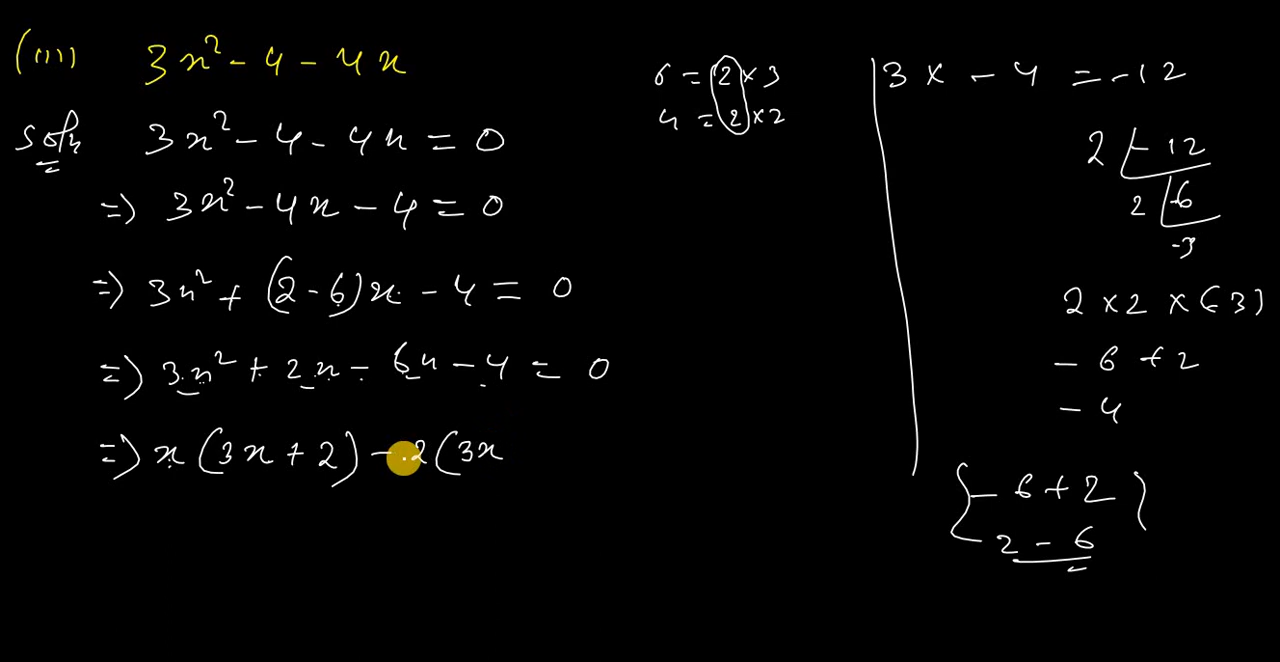 (iii) 3x² - 4 - 4x
Soln 3x² - 4 - 4x = 0
=) 3x² - 4x - 4 = 0
=) 3x² + (2 - 6)x - 4 = 0
=) 3x² + 2x - 6x - 4 = 0
=) x(3x + 2) - 2(3x
6 = 2 × 3
4 = 2 × 2
3 × - 4 = -12
2 | - 12
2 | -6
-3
2 × 2 × (-3)
- 6 + 2
- 4
{ - 6 + 2 }
2 - 6